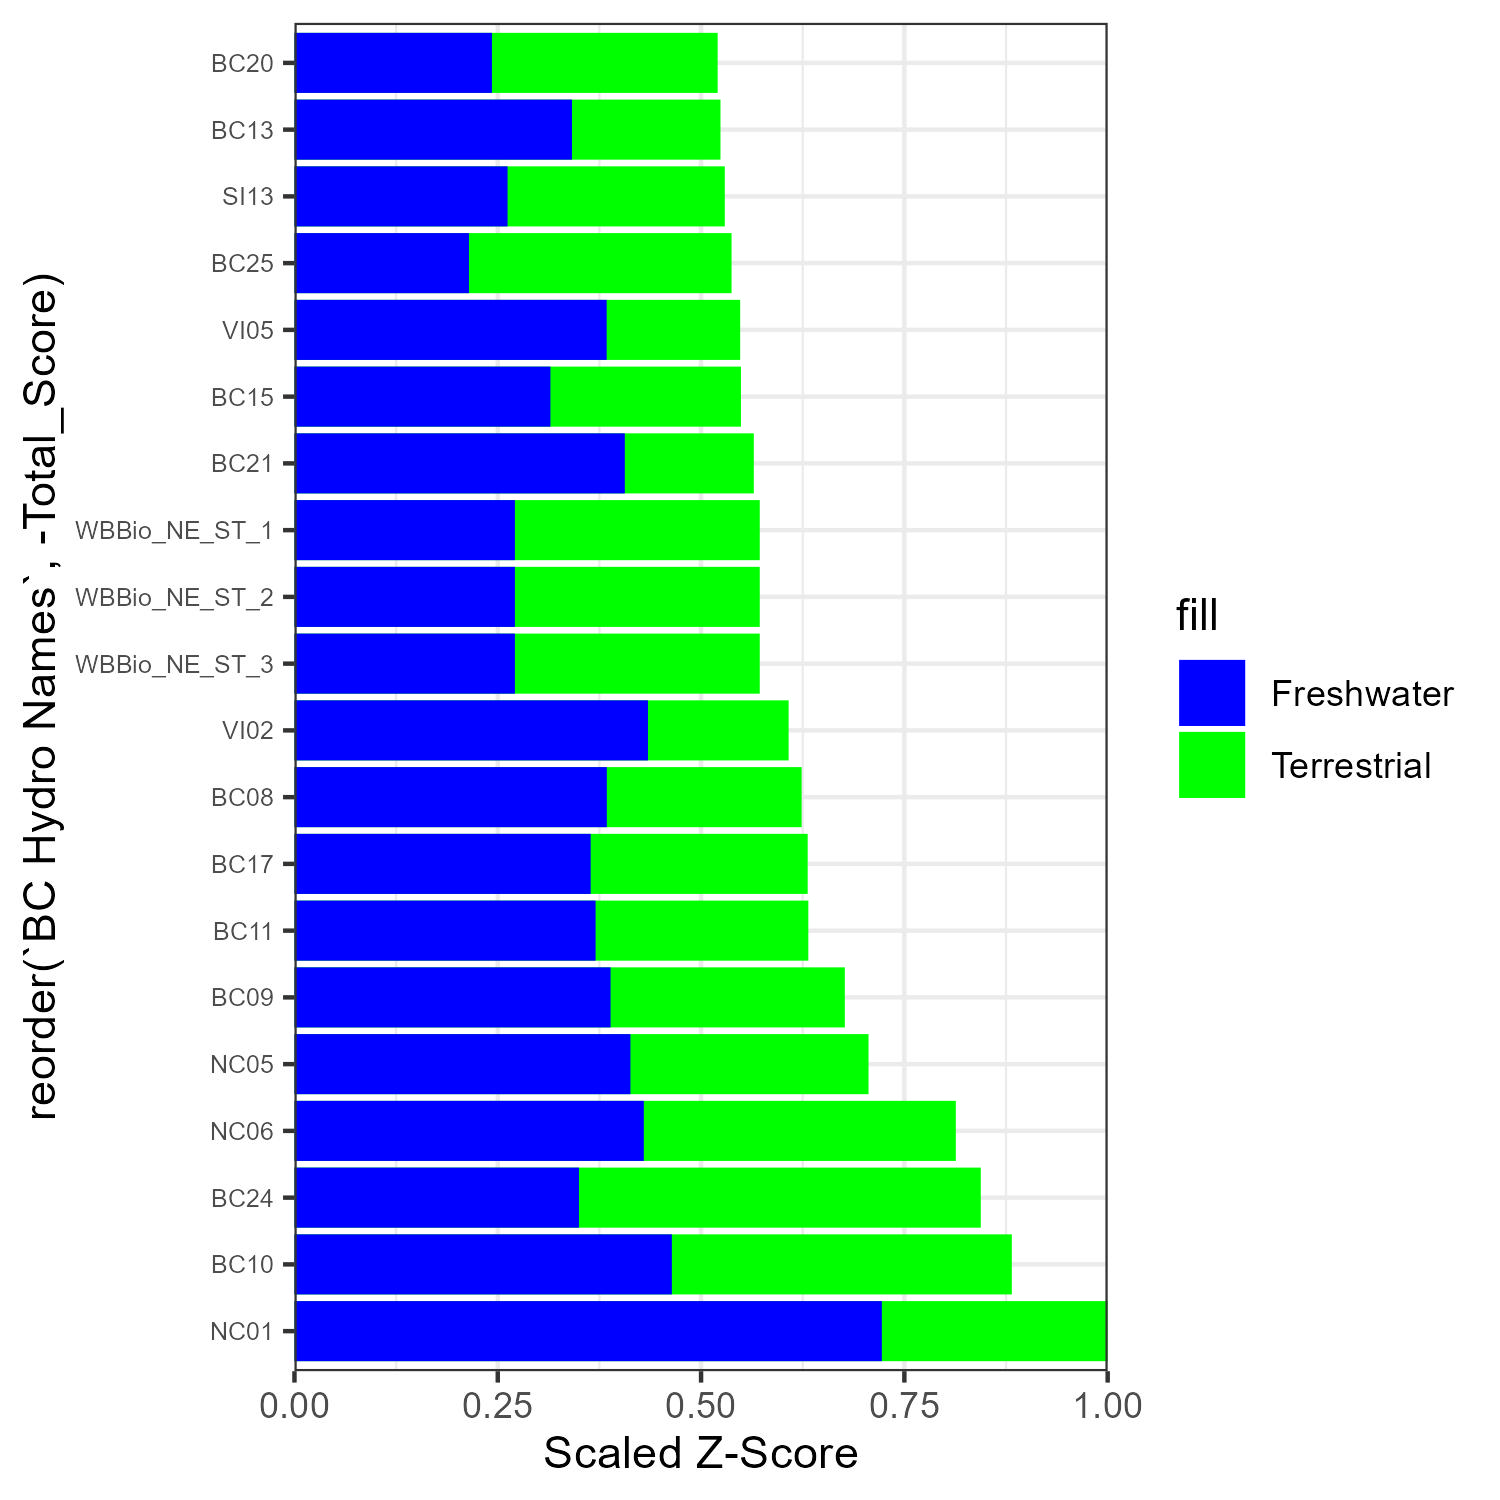 reorder(`BC Hydro Names`, -Total_Score)
BC20
BC13
SI13
BC25
VI05
BC15
BC21
WBBio_NE_ST_1
WBBio_NE_ST_2
WBBio_NE_ST_3
VI02
BC08
BC17
BC11
BC09
NC05
NC06
BC24
BC10
NC01
0.00 0.25 0.50 0.75 1.00
Scaled Z-Score
fill
Freshwater
Terrestrial